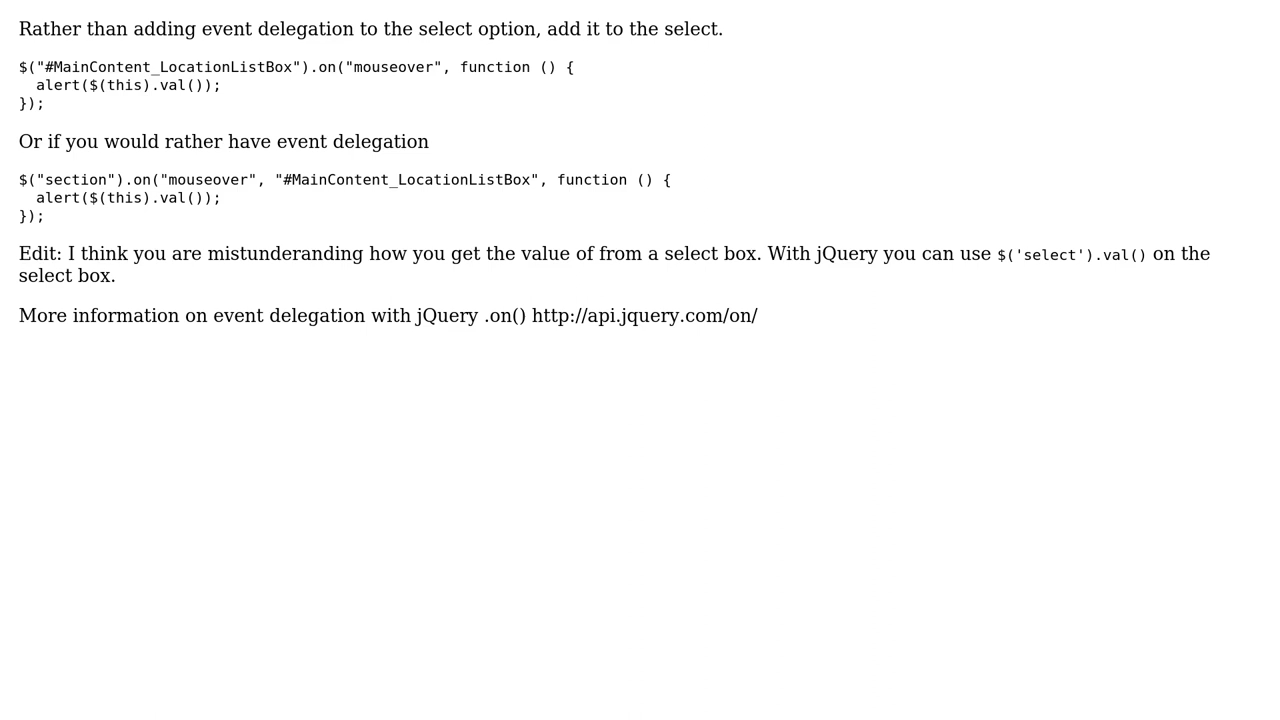 Rather than adding event delegation to the select option, add it to the select.
$("#MainContent_LocationListBox").on("mouseover", function () {
  alert($(this).val());
});
Or if you would rather have event delegation
$("section").on("mouseover", "#MainContent_LocationListBox", function () {
  alert($(this).val());
});
Edit: I think you are mistunderanding how you get the value of from a select box. With jQuery you can use $('select').val() on the
select box.
More information on event delegation with jQuery .on() http://api.jquery.com/on/